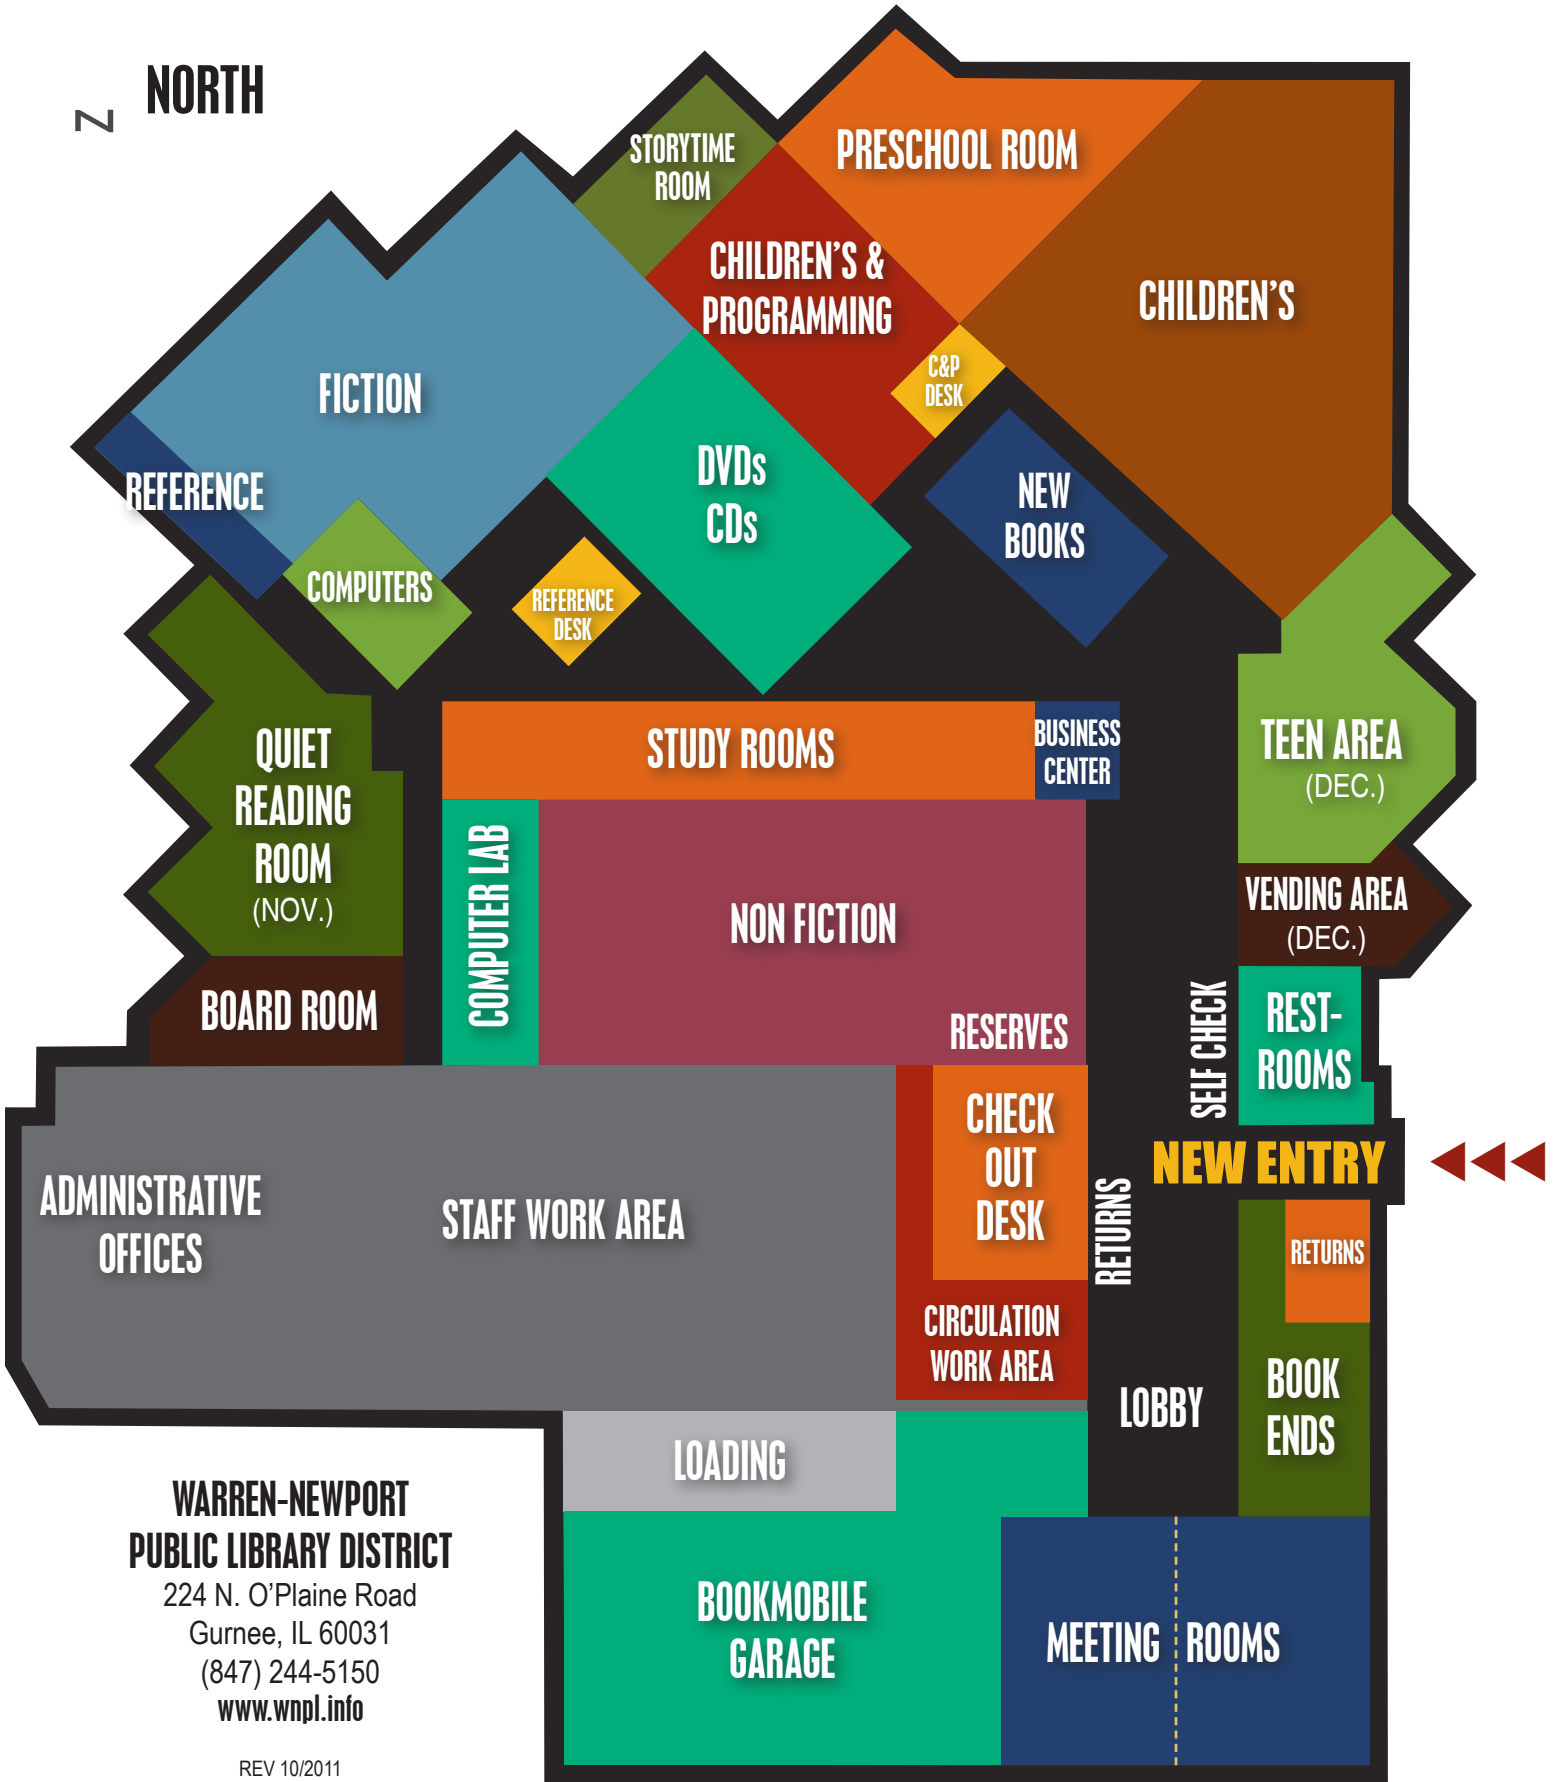 NORTH
Z
STORYTIME
ROOM
PRESCHOOL ROOM
CHILDREN'S &
PROGRAMMING
CHILDREN'S
C&P
DESK
FICTION
REFERENCE
DVDs
CDs
NEW
BOOKS
COMPUTERS
REFERENCE
DESK
QUIET
READING
ROOM
(NOV.)
STUDY ROOMS
BUSINESS
CENTER
TEEN AREA
(DEC.)
COMPUTER LAB
NON FICTION
VENDING AREA
(DEC.)
BOARD ROOM
RESERVES
SELF CHECK
REST-
ROOMS
CHECK
OUT
DESK
NEW ENTRY
ADMINISTRATIVE
OFFICES
STAFF WORK AREA
RETURNS
RETURNS
CIRCULATION
WORK AREA
LOBBY
BOOK
ENDS
LOADING
BOOKMOBILE
GARAGE
MEETING ROOMS
WARREN-NEWPORT
PUBLIC LIBRARY DISTRICT
224 N. O'Plaine Road
Gurnee, IL 60031
(847) 244-5150
www.wnpl.info
REV 10/2011